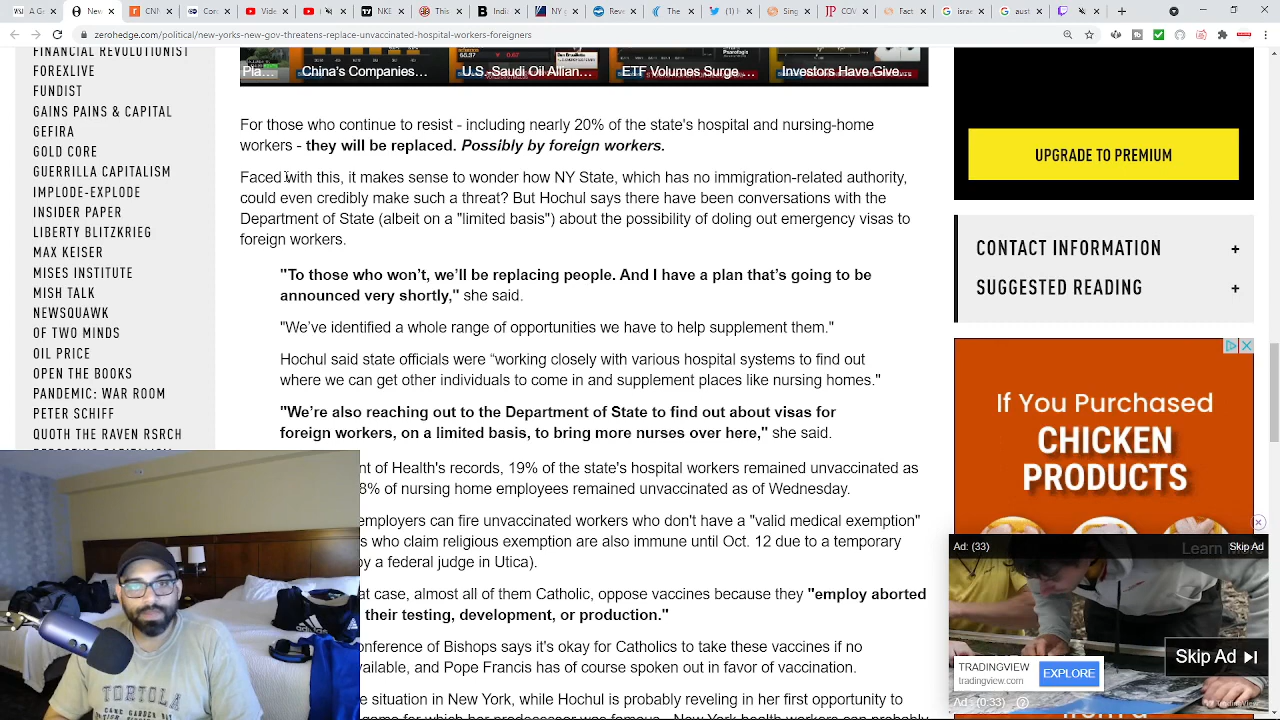 zerohedge.com/political/new-yorks-new-gov-threatens-replace-unvaccinated-workers-foreigners
FINANCIAL REVOLUTIONIST
FOREXLIVE
FUNDIST
GAINS PAINS & CAPITAL
GEFIRA
GOLD CORE
GUERRILLA CAPITALISM
IMPLODE-EXPLODE
INSIDER PAPER
LIBERTY BLITZKRIEG
MAX KEISER
MISES INSTITUTE
MISH TALK
NEWSQUAWK
OF TWO MINDS
OIL PRICE
OPEN THE BOOKS
PANDEMIC: WAR ROOM
PETER SCHIFF
QUOTH THE RAVEN RSRCH
Pla...
China's Companies...
U.S.-Saudi Oil Allian...
ETF Volumes Surge...
Investors Have Give...
For those who continue to resist - including nearly 20% of the state's hospital and nursing-home
workers - they will be replaced. Possibly by foreign workers.
Faced with this, it makes sense to wonder how NY State, which has no immigration-related authority,
could even credibly make such a threat? But Hochul says there have been conversations with the
Department of State (albeit on a "limited basis") about the possibility of doling out emergency visas to
foreign workers.
"To those who won't, we'll be replacing people. And I have a plan that's going to be
announced very shortly," she said.
"We've identified a whole range of opportunities we have to help supplement them."
Hochul said state officials were “working closely with various hospital systems to find out
where we can get other individuals to come in and supplement places like nursing homes."
"We're also reaching out to the Department of State to find out about visas for
foreign workers, on a limited basis, to bring more nurses over here," she said.
nt of Health's records, 19% of the state's hospital workers remained unvaccinated as
8% of nursing home employees remained unvaccinated as of Wednesday.
employers can fire unvaccinated workers who don't have a "valid medical exemption"
s who claim religious exemption are also immune until Oct. 12 due to a temporary
by a federal judge in Utica).
at case, almost all of them Catholic, oppose vaccines because they "employ aborted
their testing, development, or production."
onference of Bishops says it's okay for Catholics to take these vaccines if no
vailable, and Pope Francis has of course spoken out in favor of vaccination.
e situation in New York, while Hochul is probably reveling in her first opportunity to
UPGRADE TO PREMIUM
CONTACT INFORMATION +
SUGGESTED READING +
If You Purchased
CHICKEN
PRODUCTS
Ad: (33)
Learn More
Skip Ad
Skip Ad
TRADINGVIEW
tradingview.com
EXPLORE
Ad · (0:33)
from a
TORTOL